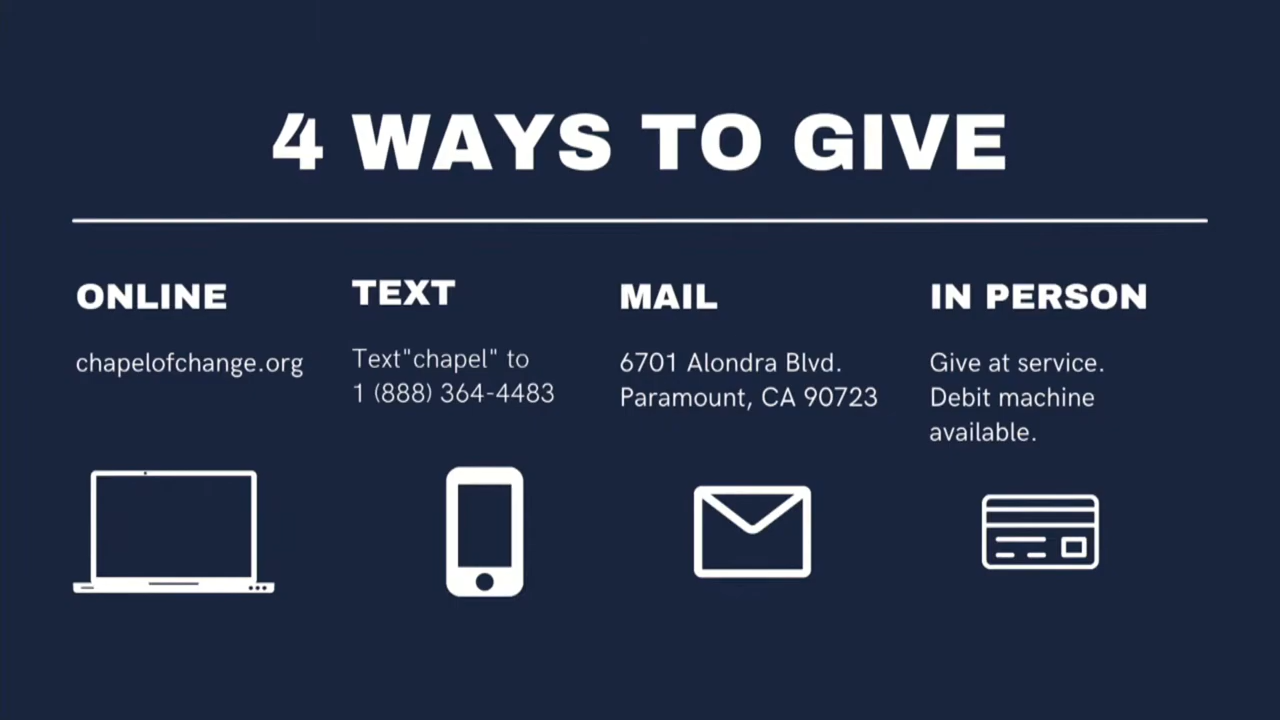 4 WAYS TO GIVE
ONLINE
chapelofchange.org
TEXT
Text"chapel" to
1 (888) 364-4483
MAIL
6701 Alondra Blvd.
Paramount, CA 90723
IN PERSON
Give at service.
Debit machine
available.